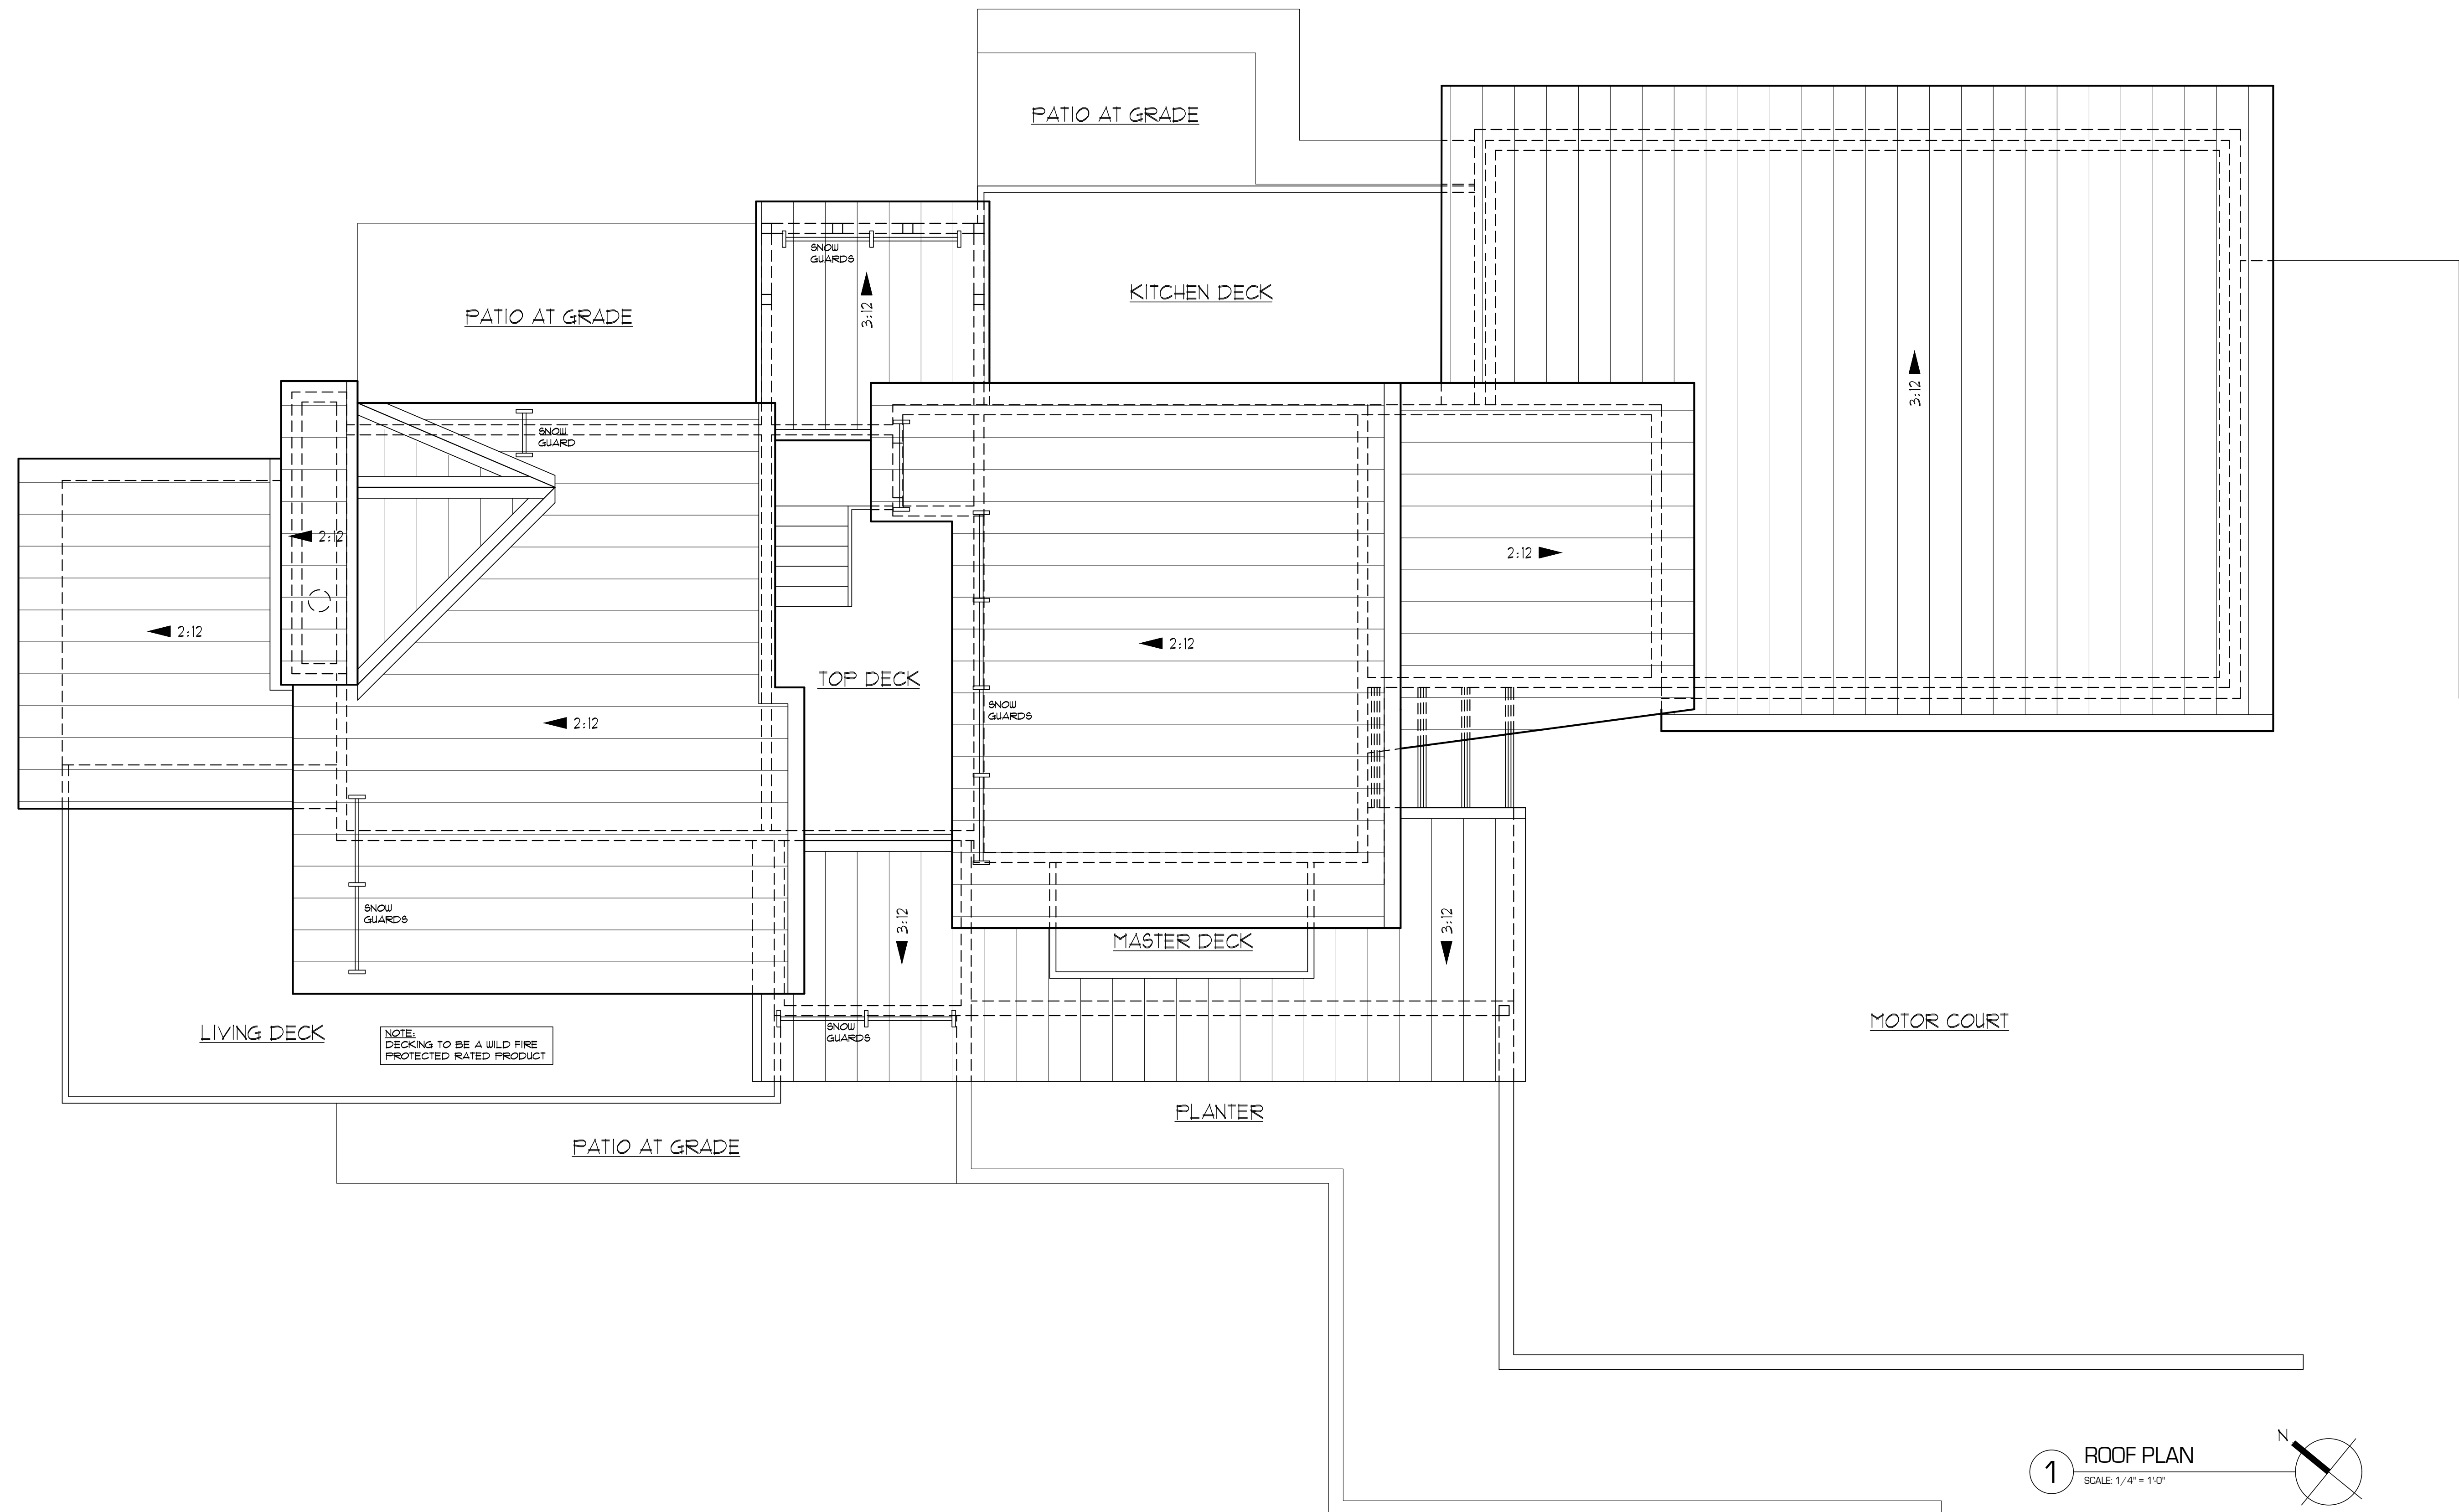 PATIO AT GRADE
SNOW
GUARDS
3:12
KITCHEN DECK
PATIO AT GRADE
3:12
SNOW
GUARD
2:12
2:12
2:12
2:12
TOP DECK
SNOW
GUARDS
2:12
SNOW
GUARDS
3:12
3:12
MASTER DECK
LIVING DECK
NOTE:
DECKING TO BE A WILD FIRE
PROTECTED RATED PRODUCT
SNOW
GUARDS
MOTOR COURT
PLANTER
PATIO AT GRADE
N
1
ROOF PLAN
SCALE: 1/4" = 1'-0"